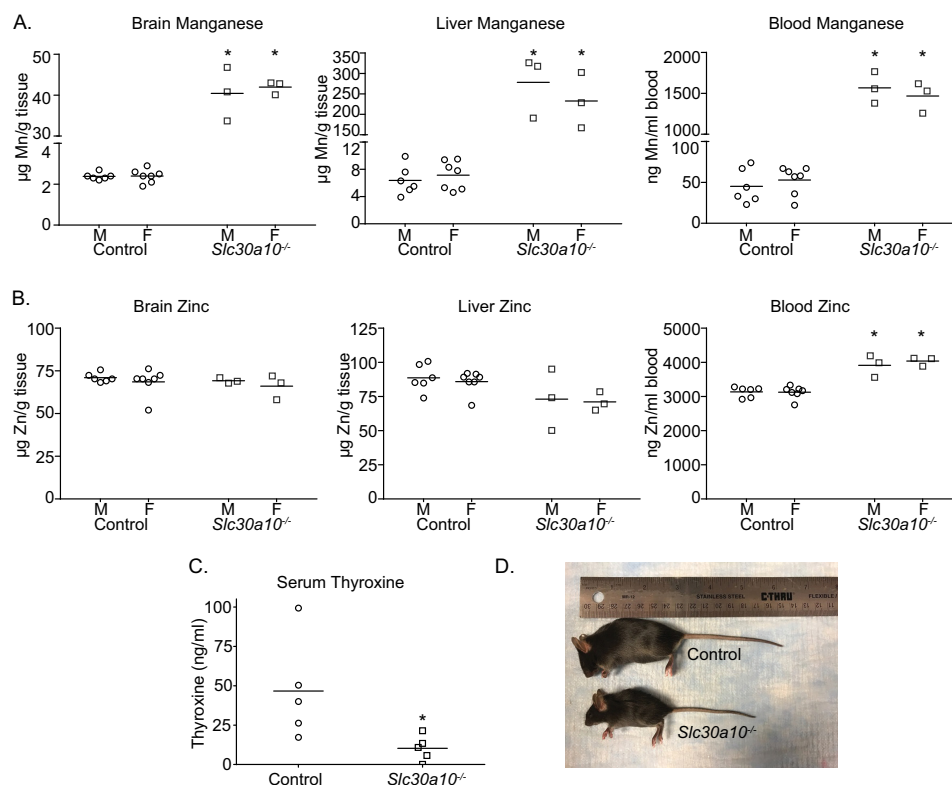 A.
Brain Manganese
µg Mn/g tissue
50
40
30
4
2
0
M F M F
Control Slc30a10-/-
* *
Liver Manganese
µg Mn/g tissue
350
300
250
200
150
12
8
4
0
M F M F
Control Slc30a10-/-
* *
Blood Manganese
ng Mn/ml blood
2000
1500
1000
100
50
0
M F M F
Control Slc30a10-/-
* *
B.
Brain Zinc
µg Zn/g tissue
100
75
50
25
0
M F M F
Control Slc30a10-/-
Liver Zinc
µg Zn/g tissue
125
100
75
50
25
0
M F M F
Control Slc30a10-/-
Blood Zinc
ng Zn/ml blood
5000
4000
3000
2000
1000
0
M F M F
Control Slc30a10-/-
* *
C.
Serum Thyroxine
Thyroxine (ng/ml)
100
75
50
25
0
*
Control Slc30a10-/-
D.
STAINLESS STEEL C-THRU FLEXIBLE
Control
Slc30a10-/-